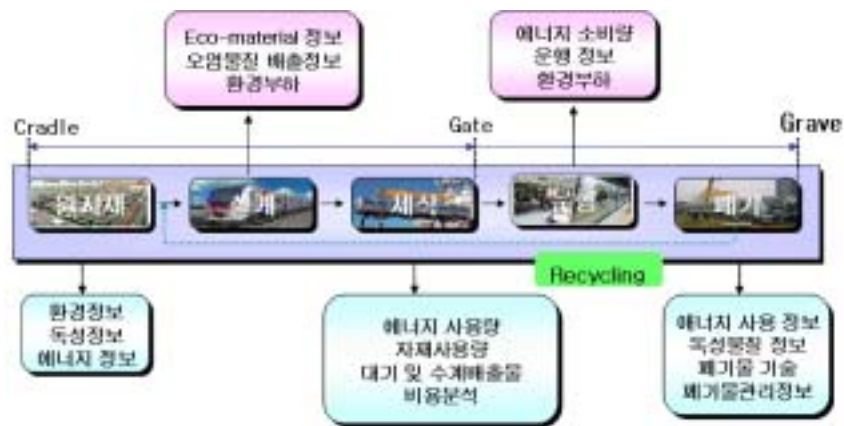 Eco-material 정보
오염물질 배출정보
환경부하
에너지 소비량
운행 정보
환경부하
Cradle
Gate
Grave
원자재
설계
제작
폐기
Recycling
환경정보
독성정보
에너지 정보
에너지 사용량
자재사용량
대기 및 수계배출물
비용분석
에너지 사용 정보
독성물질 정보
폐기물 기술
폐기물관리정보